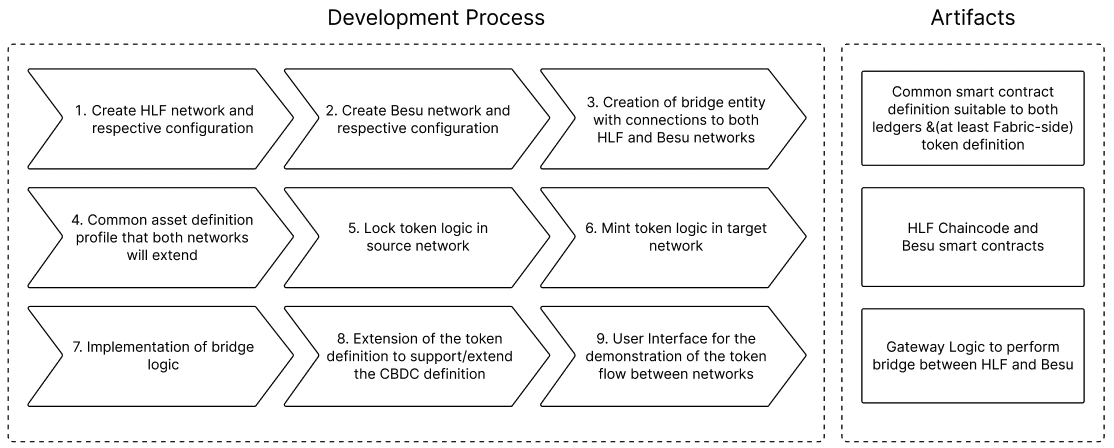 Development Process
Artifacts
1. Create HLF network and
respective configuration
2. Create Besu network and
respective configuration
3. Creation of bridge entity
with connections to both
HLF and Besu networks
Common smart contract
definition suitable to both
ledgers &(at least Fabric-side)
token definition
4. Common asset definition
profile that both networks
will extend
5. Lock token logic in
source network
6. Mint token logic in target
network
HLF Chaincode and
Besu smart contracts
7. Implementation of bridge
logic
8. Extension of the token
definition to support/extend
the CBDC definition
9. User Interface for the
demonstration of the token
flow between networks
Gateway Logic to perform
bridge between HLF and Besu